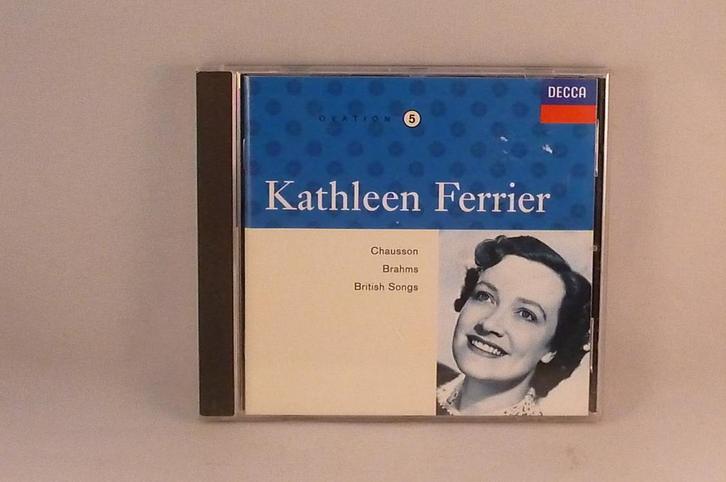 DECCA
OVATION 5
Kathleen Ferrier
Chausson
Brahms
British Songs